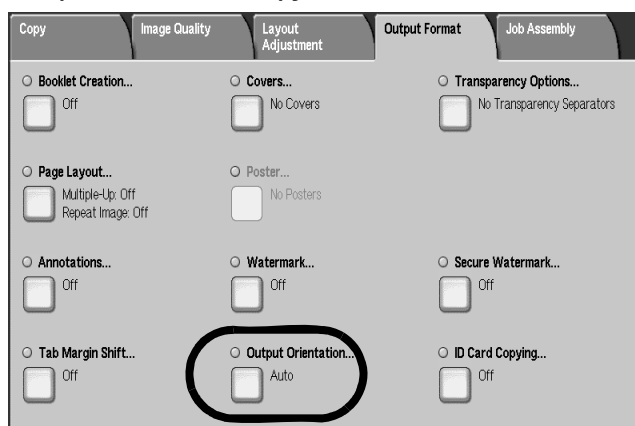 Copy
Image Quality
Layout
Adjustment
Output Format
Job Assembly
Booklet Creation...
Off
Covers...
No Covers
Transparency Options...
No Transparency Separators
Page Layout...
Multiple-Up: Off
Repeat Image: Off
Poster...
No Posters
Annotations...
Off
Watermark...
Off
Secure Watermark...
Off
Tab Margin Shift...
Off
Output Orientation...
Auto
ID Card Copying...
Off